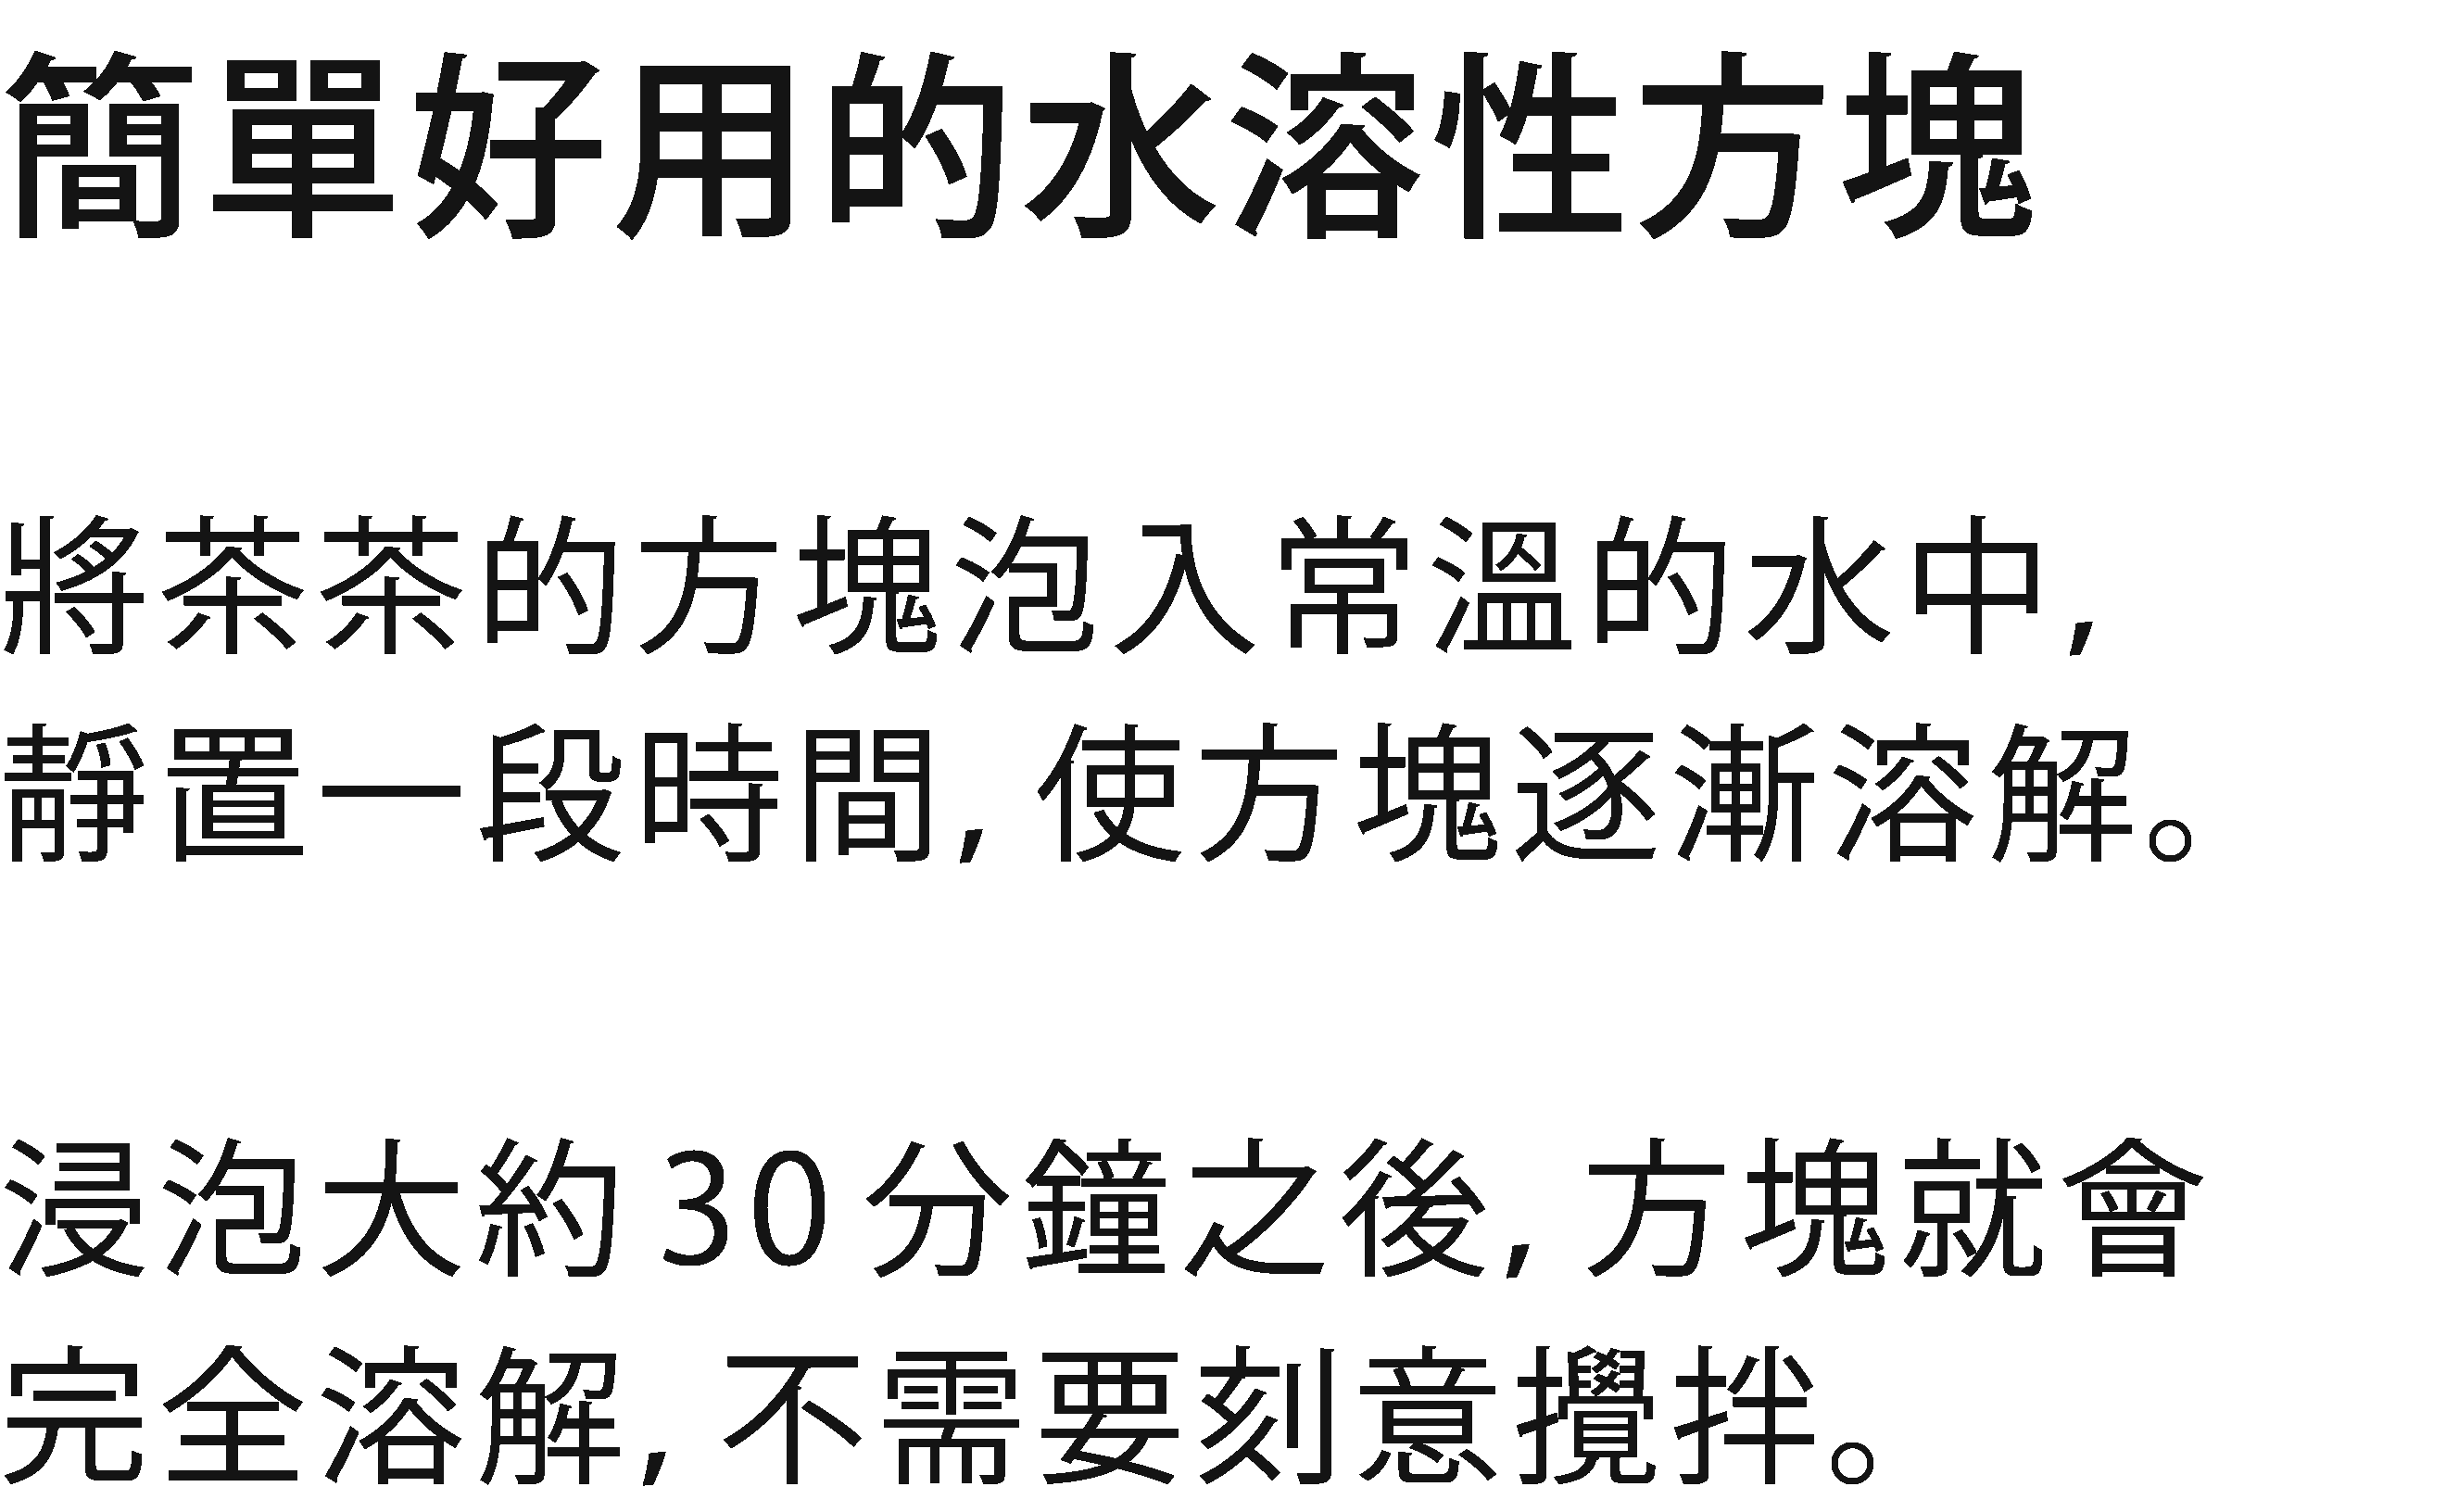 簡單好用的水溶性方塊
將茶茶的方塊泡入常溫的水中,
靜置一段時間, 使方塊逐漸溶解。
浸泡大約 30 分鐘之後, 方塊就會
完全溶解, 不需要刻意攪拌。